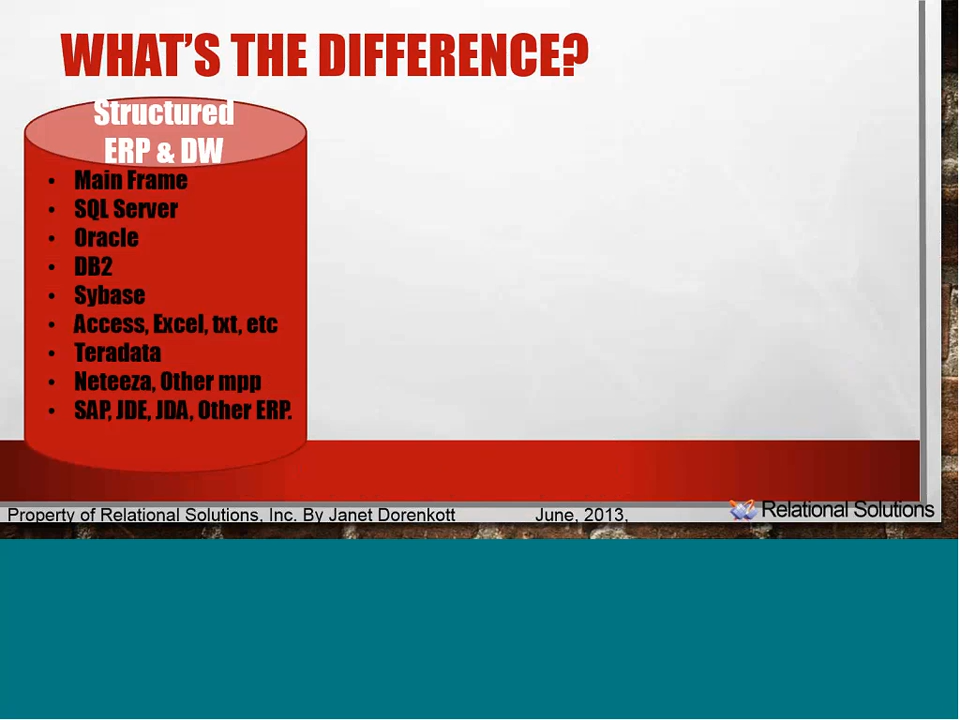 WHAT'S THE DIFFERENCE?
Structured
ERP & DW
• Main Frame
• SQL Server
• Oracle
• DB2
• Sybase
• Access, Excel, txt, etc
• Teradata
• Neteeza, Other mpp
• SAP, JDE, JDA, Other ERP.
Property of Relational Solutions, Inc. By Janet Dorenkott June, 2013,
Relational Solutions